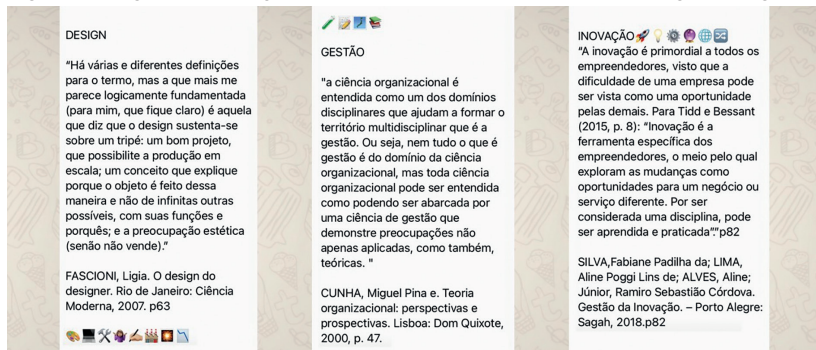 DESIGN
“Há várias e diferentes definições
para o termo, mas a que mais me
parece logicamente fundamentada
(para mim, que fique claro) é aquela
que diz que o design sustenta-se
sobre um tripé: um bom projeto,
que possibilite a produção em
escala; um conceito que explique
porque o objeto é feito dessa
maneira e não de infinitas outras
possíveis, com suas funções e
porquês; e a preocupação estética
(senão não vende).”
FASCIONI, Ligia. O design do
designer. Rio de Janeiro: Ciência
Moderna, 2007. p63
GESTÃO
"a ciência organizacional é
entendida como um dos domínios
disciplinares que ajudam a formar o
território multidisciplinar que é a
gestão. Ou seja, nem tudo o que é
gestão é do domínio da ciência
organizacional, mas toda ciência
organizacional pode ser entendida
como podendo ser abarcada por
uma ciência de gestão que
demonstre preocupações não
apenas aplicadas, como também,
teóricas. "
CUNHA, Miguel Pina e. Teoria
organizacional: perspectivas e
prospectivas. Lisboa: Dom Quixote,
2000, p. 47.
INOVAÇÃO
“A inovação é primordial a todos os
empreendedores, visto que a
dificuldade de uma empresa pode
ser vista como uma oportunidade
pelas demais. Para Tidd e Bessant
(2015, p. 8): “Inovação é a
ferramenta específica dos
empreendedores, o meio pelo qual
exploram as mudanças como
oportunidades para um negócio ou
serviço diferente. Por ser
considerada uma disciplina, pode
ser aprendida e praticada”.”p82
SILVA,Fabiane Padilha da; LIMA,
Aline Poggi Lins de; ALVES, Aline;
Júnior, Ramiro Sebastião Córdova.
Gestão da Inovação. – Porto Alegre:
Sagah, 2018.p82